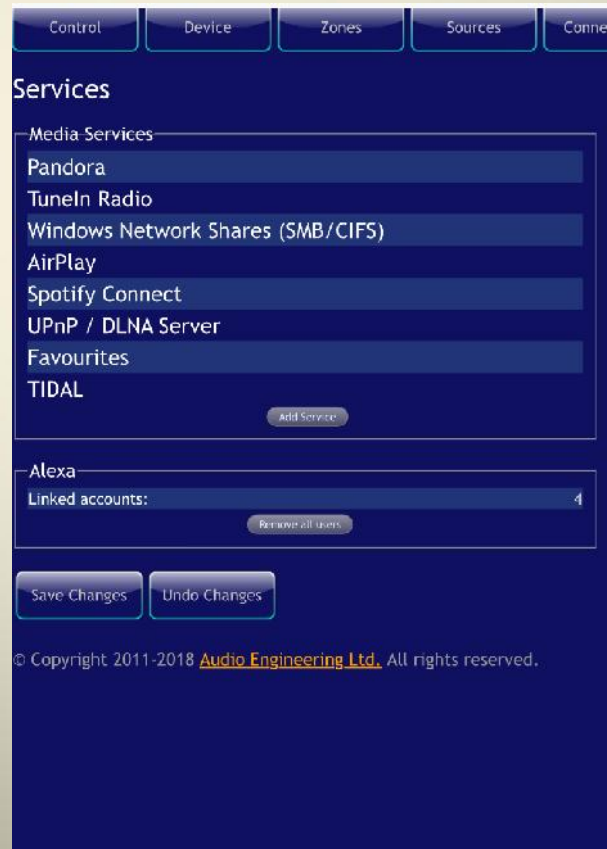 Control Device Zones Sources Conne
Services
Media Services
Pandora
TuneIn Radio
Windows Network Shares (SMB/CIFS)
AirPlay
Spotify Connect
UPnP / DLNA Server
Favourites
TIDAL
Add Service
Alexa
Linked accounts: 4
Remove all users
Save Changes Undo Changes
© Copyright 2011-2018 Audio Engineering Ltd. All rights reserved.